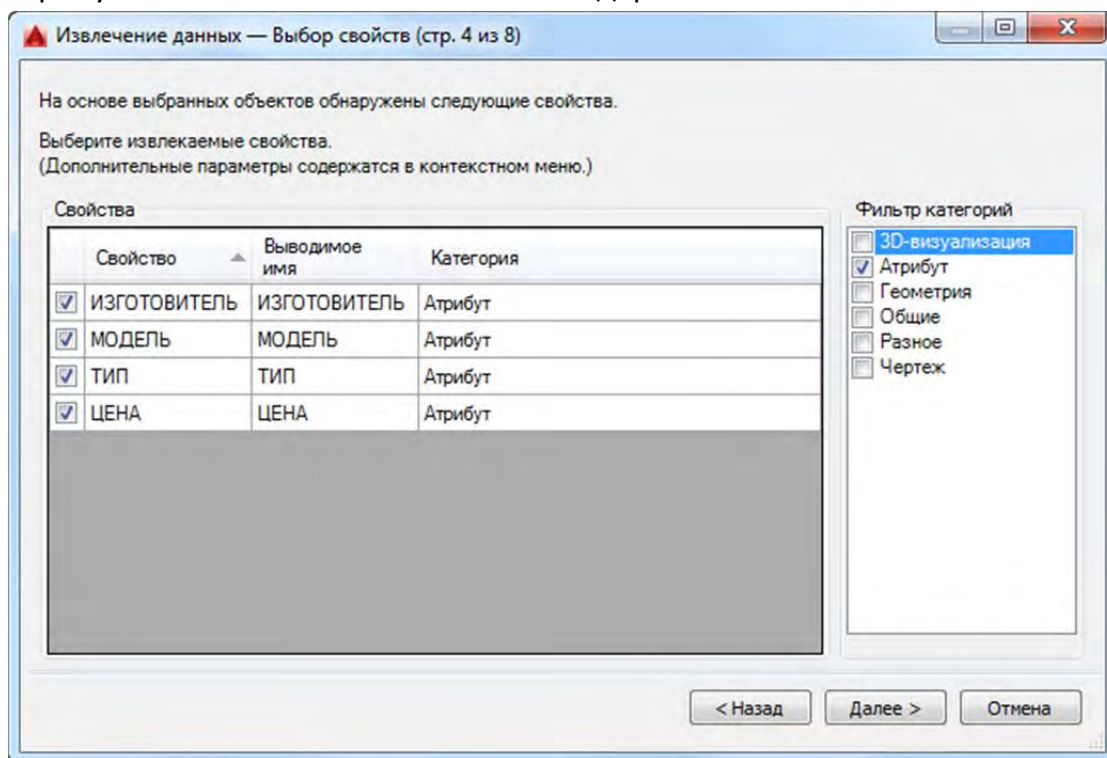 Извлечение данных — Выбор свойств (стр. 4 из 8)
На основе выбранных объектов обнаружены следующие свойства.
Выберите извлекаемые свойства.
(Дополнительные параметры содержатся в контекстном меню.)
Свойства
Свойство Выводимое имя Категория
ИЗГОТОВИТЕЛЬ ИЗГОТОВИТЕЛЬ Атрибут
МОДЕЛЬ МОДЕЛЬ Атрибут
ТИП ТИП Атрибут
ЦЕНА ЦЕНА Атрибут
Фильтр категорий
3D-визуализация
Атрибут
Геометрия
Общие
Разное
Чертеж
< Назад Далее > Отмена